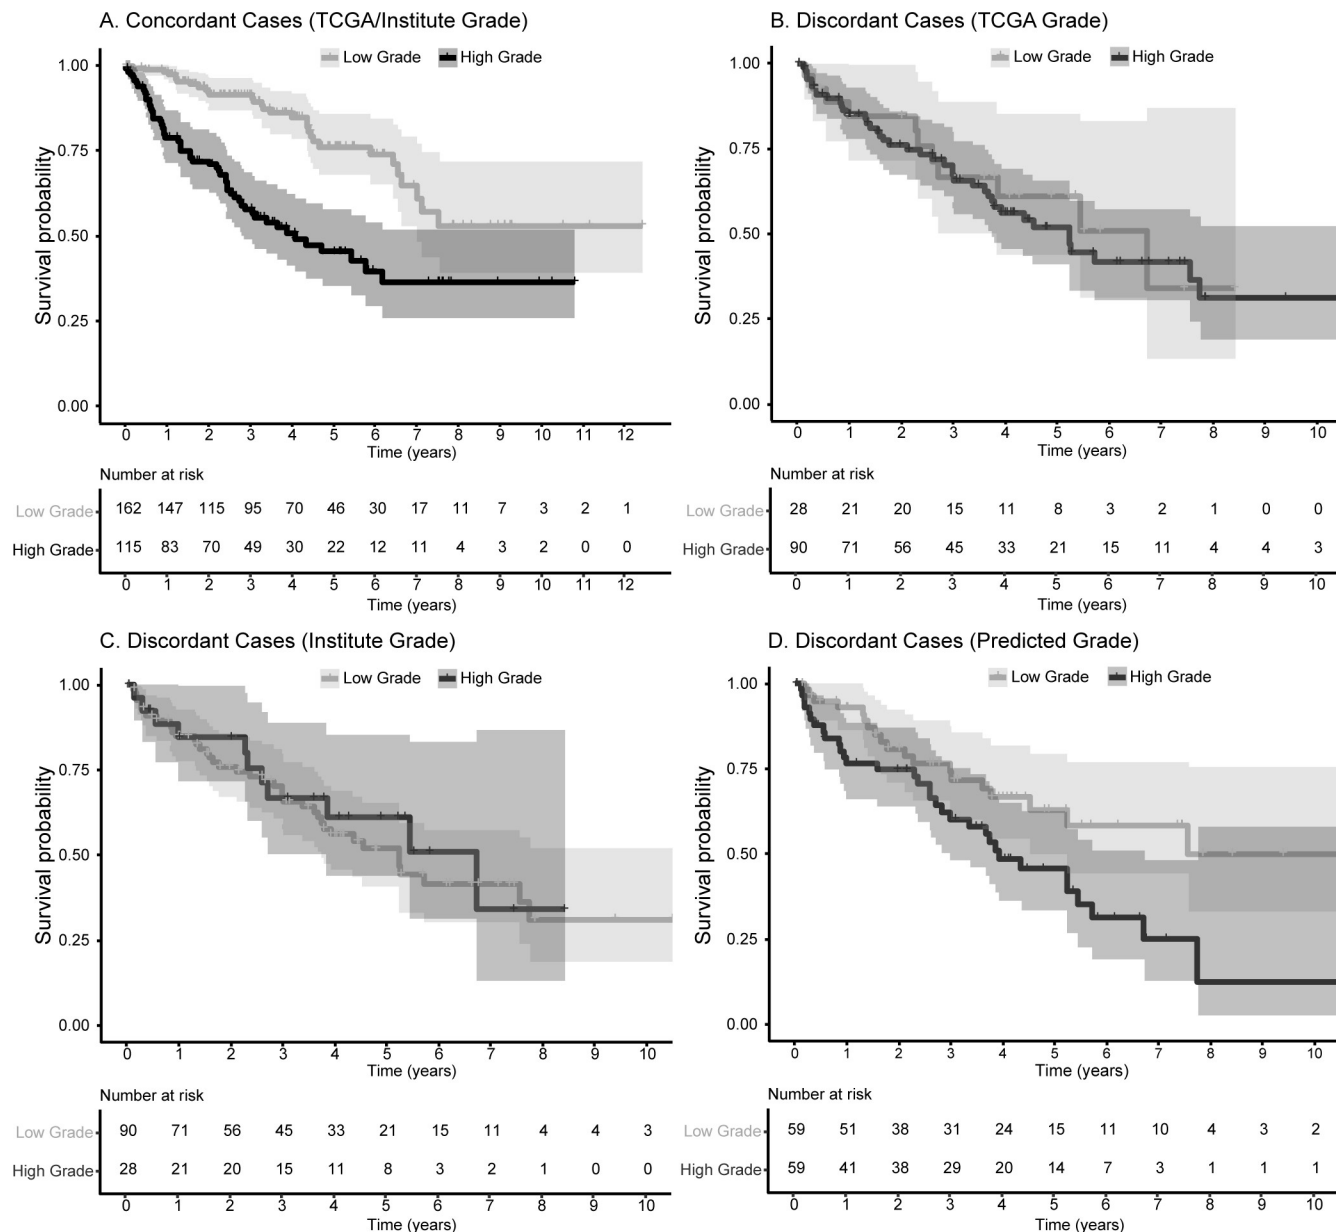 A. Concordant Cases (TCGA/Institute Grade)
Low Grade High Grade
Survival probability
1.00
0.75
0.50
0.25
0.00
0 1 2 3 4 5 6 7 8 9 10 11 12
Time (years)
Number at risk
Low Grade 162 147 115 95 70 46 30 17 11 7 3 2 1
High Grade 115 83 70 49 30 22 12 11 4 3 2 0 0
0 1 2 3 4 5 6 7 8 9 10 11 12
Time (years)
B. Discordant Cases (TCGA Grade)
Low Grade High Grade
Survival probability
1.00
0.75
0.50
0.25
0.00
0 1 2 3 4 5 6 7 8 9 10
Time (years)
Number at risk
Low Grade 28 21 20 15 11 8 3 2 1 0 0
High Grade 90 71 56 45 33 21 15 11 4 4 3
0 1 2 3 4 5 6 7 8 9 10
Time (years)
C. Discordant Cases (Institute Grade)
Low Grade High Grade
Survival probability
1.00
0.75
0.50
0.25
0.00
0 1 2 3 4 5 6 7 8 9 10
Time (years)
Number at risk
Low Grade 90 71 56 45 33 21 15 11 4 4 3
High Grade 28 21 20 15 11 8 3 2 1 0 0
0 1 2 3 4 5 6 7 8 9 10
Time (years)
D. Discordant Cases (Predicted Grade)
Low Grade High Grade
Survival probability
1.00
0.75
0.50
0.25
0.00
0 1 2 3 4 5 6 7 8 9 10
Time (years)
Number at risk
Low Grade 59 51 38 31 24 15 11 10 4 3 2
High Grade 59 41 38 29 20 14 7 3 1 1 1
0 1 2 3 4 5 6 7 8 9 10
Time (years)